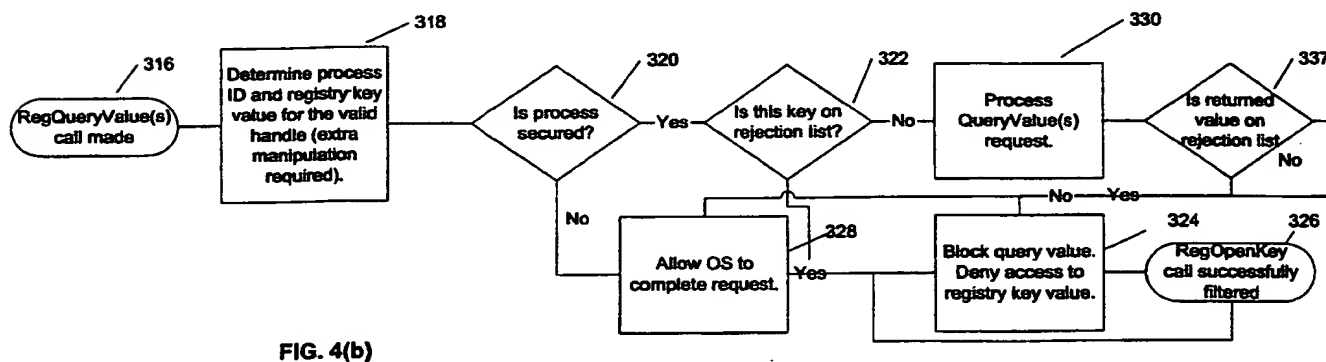 316
RegQueryValue(s)
call made
318
Determine process
ID and registry key
value for the valid
handle (extra
manipulation
required).
320
Is process
secured?
Yes
No
322
Is this key on
rejection list?
No
Yes
330
Process
QueryValue(s)
request.
337
Is returned
value on
rejection list
No
No
Yes
328
Allow OS to
complete request.
324
Block query value.
Deny access to
registry key value.
326
RegOpenKey
call successfully
filtered
FIG. 4(b)